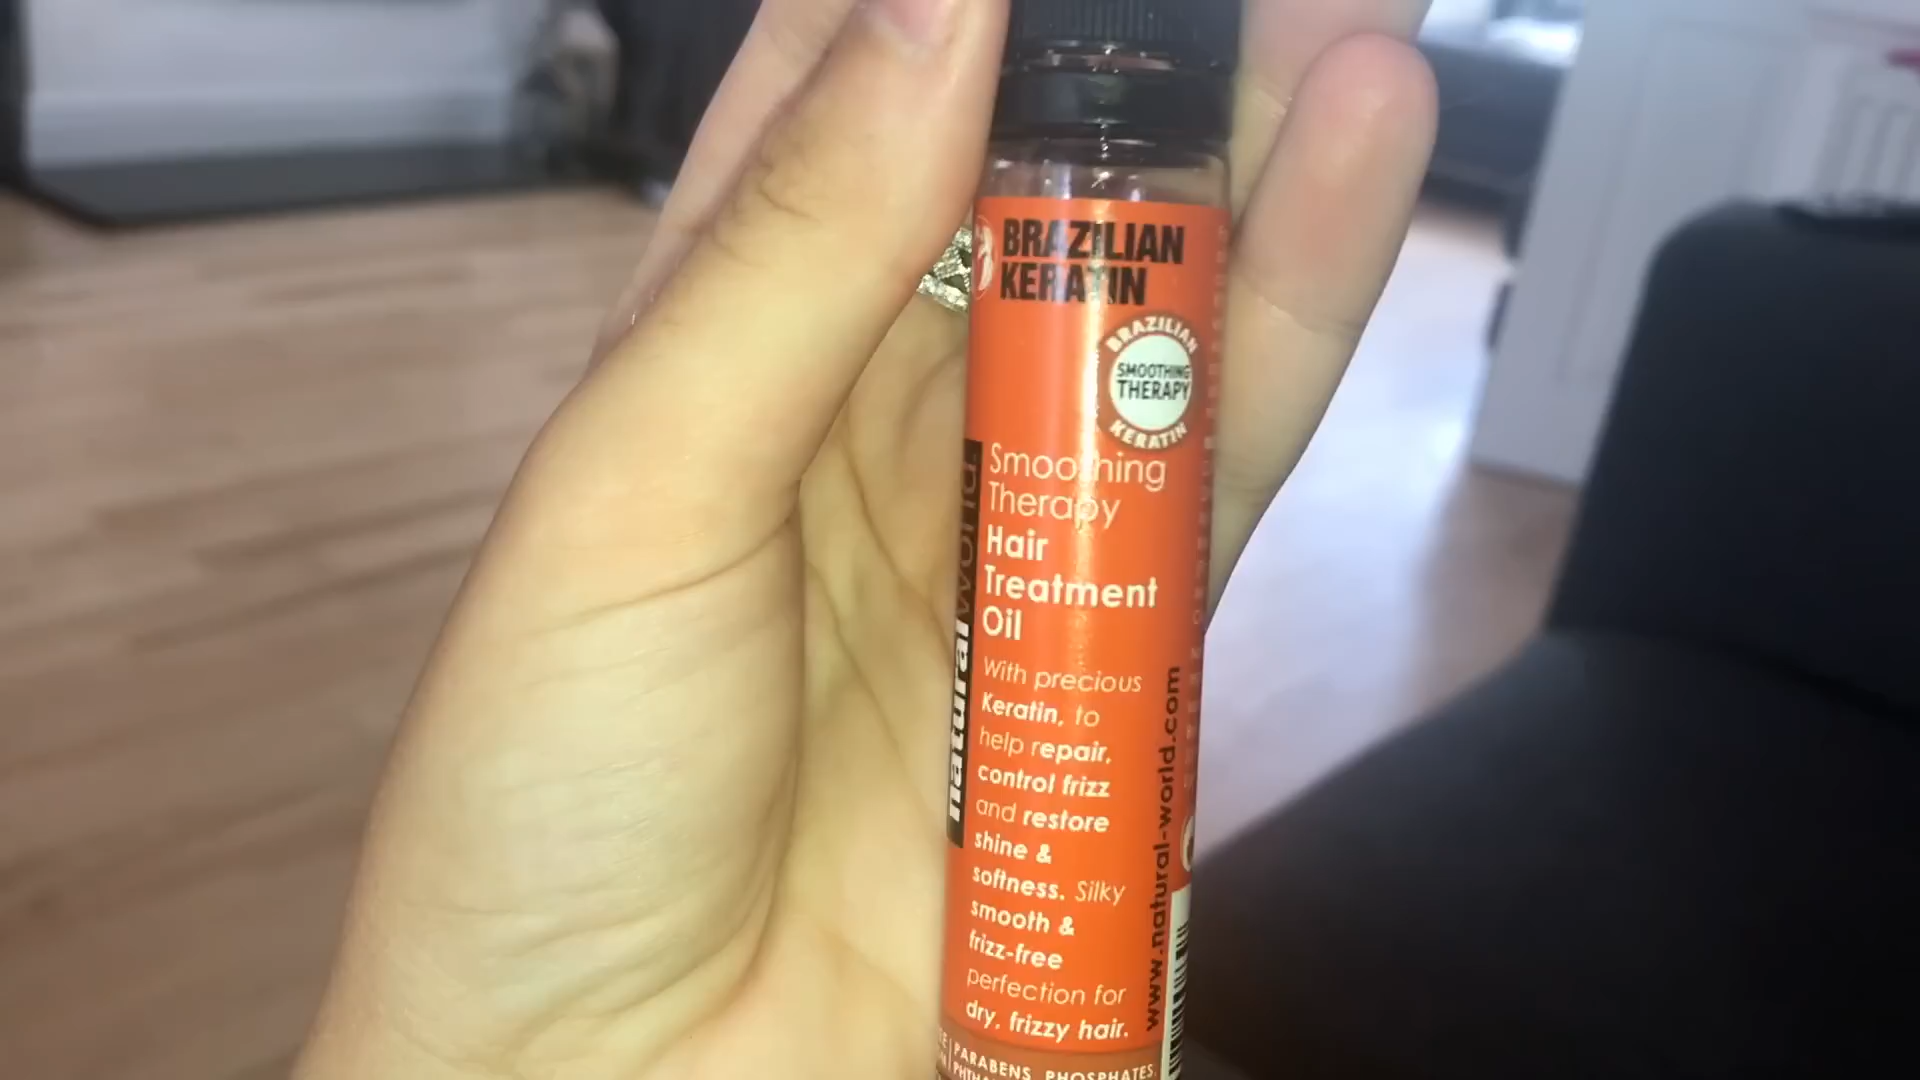 BRAZILIAN
KERATIN
BRAZILIAN
SMOOTHING
THERAPY
KERATIN
Smoothing
Therapy
Hair
Treatment
Oil
With precious
Keratin, to
help repair,
control frizz
and restore
shine &
softness. Silky
smooth &
frizz-free
perfection for
dry, frizzy hair.
naturalworld
www.natural-world.com
PARABENS PHOSPHATES